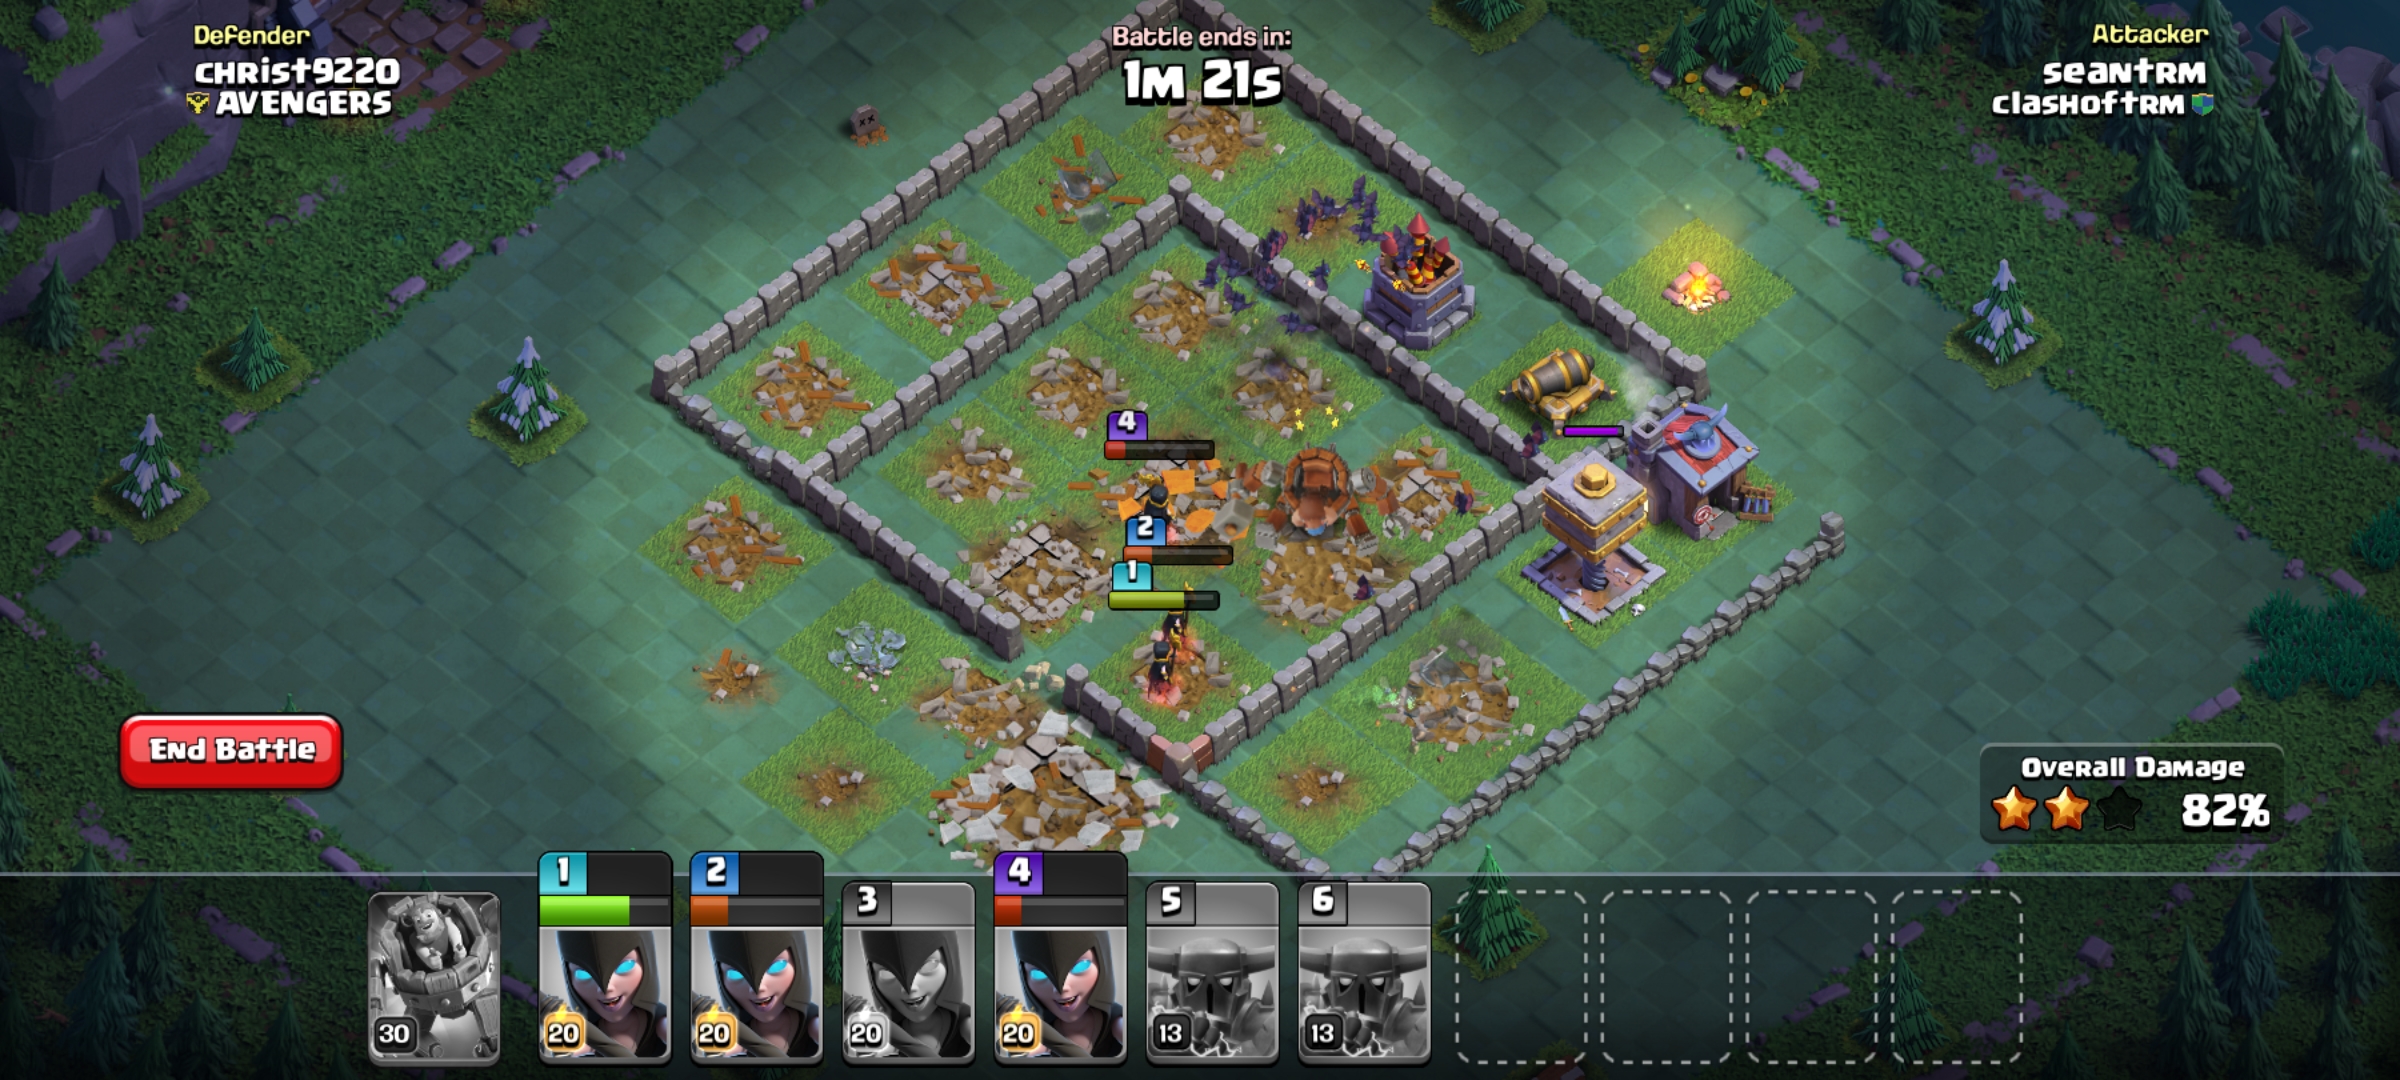 Defender
christ9220
AVENGERS
Battle ends in:
1m 21s
Attacker
seantrm
clashoftrm
4
2
1
End Battle
Overall Damage
82%
1
2
3
4
5
6
30
20
20
20
20
13
13